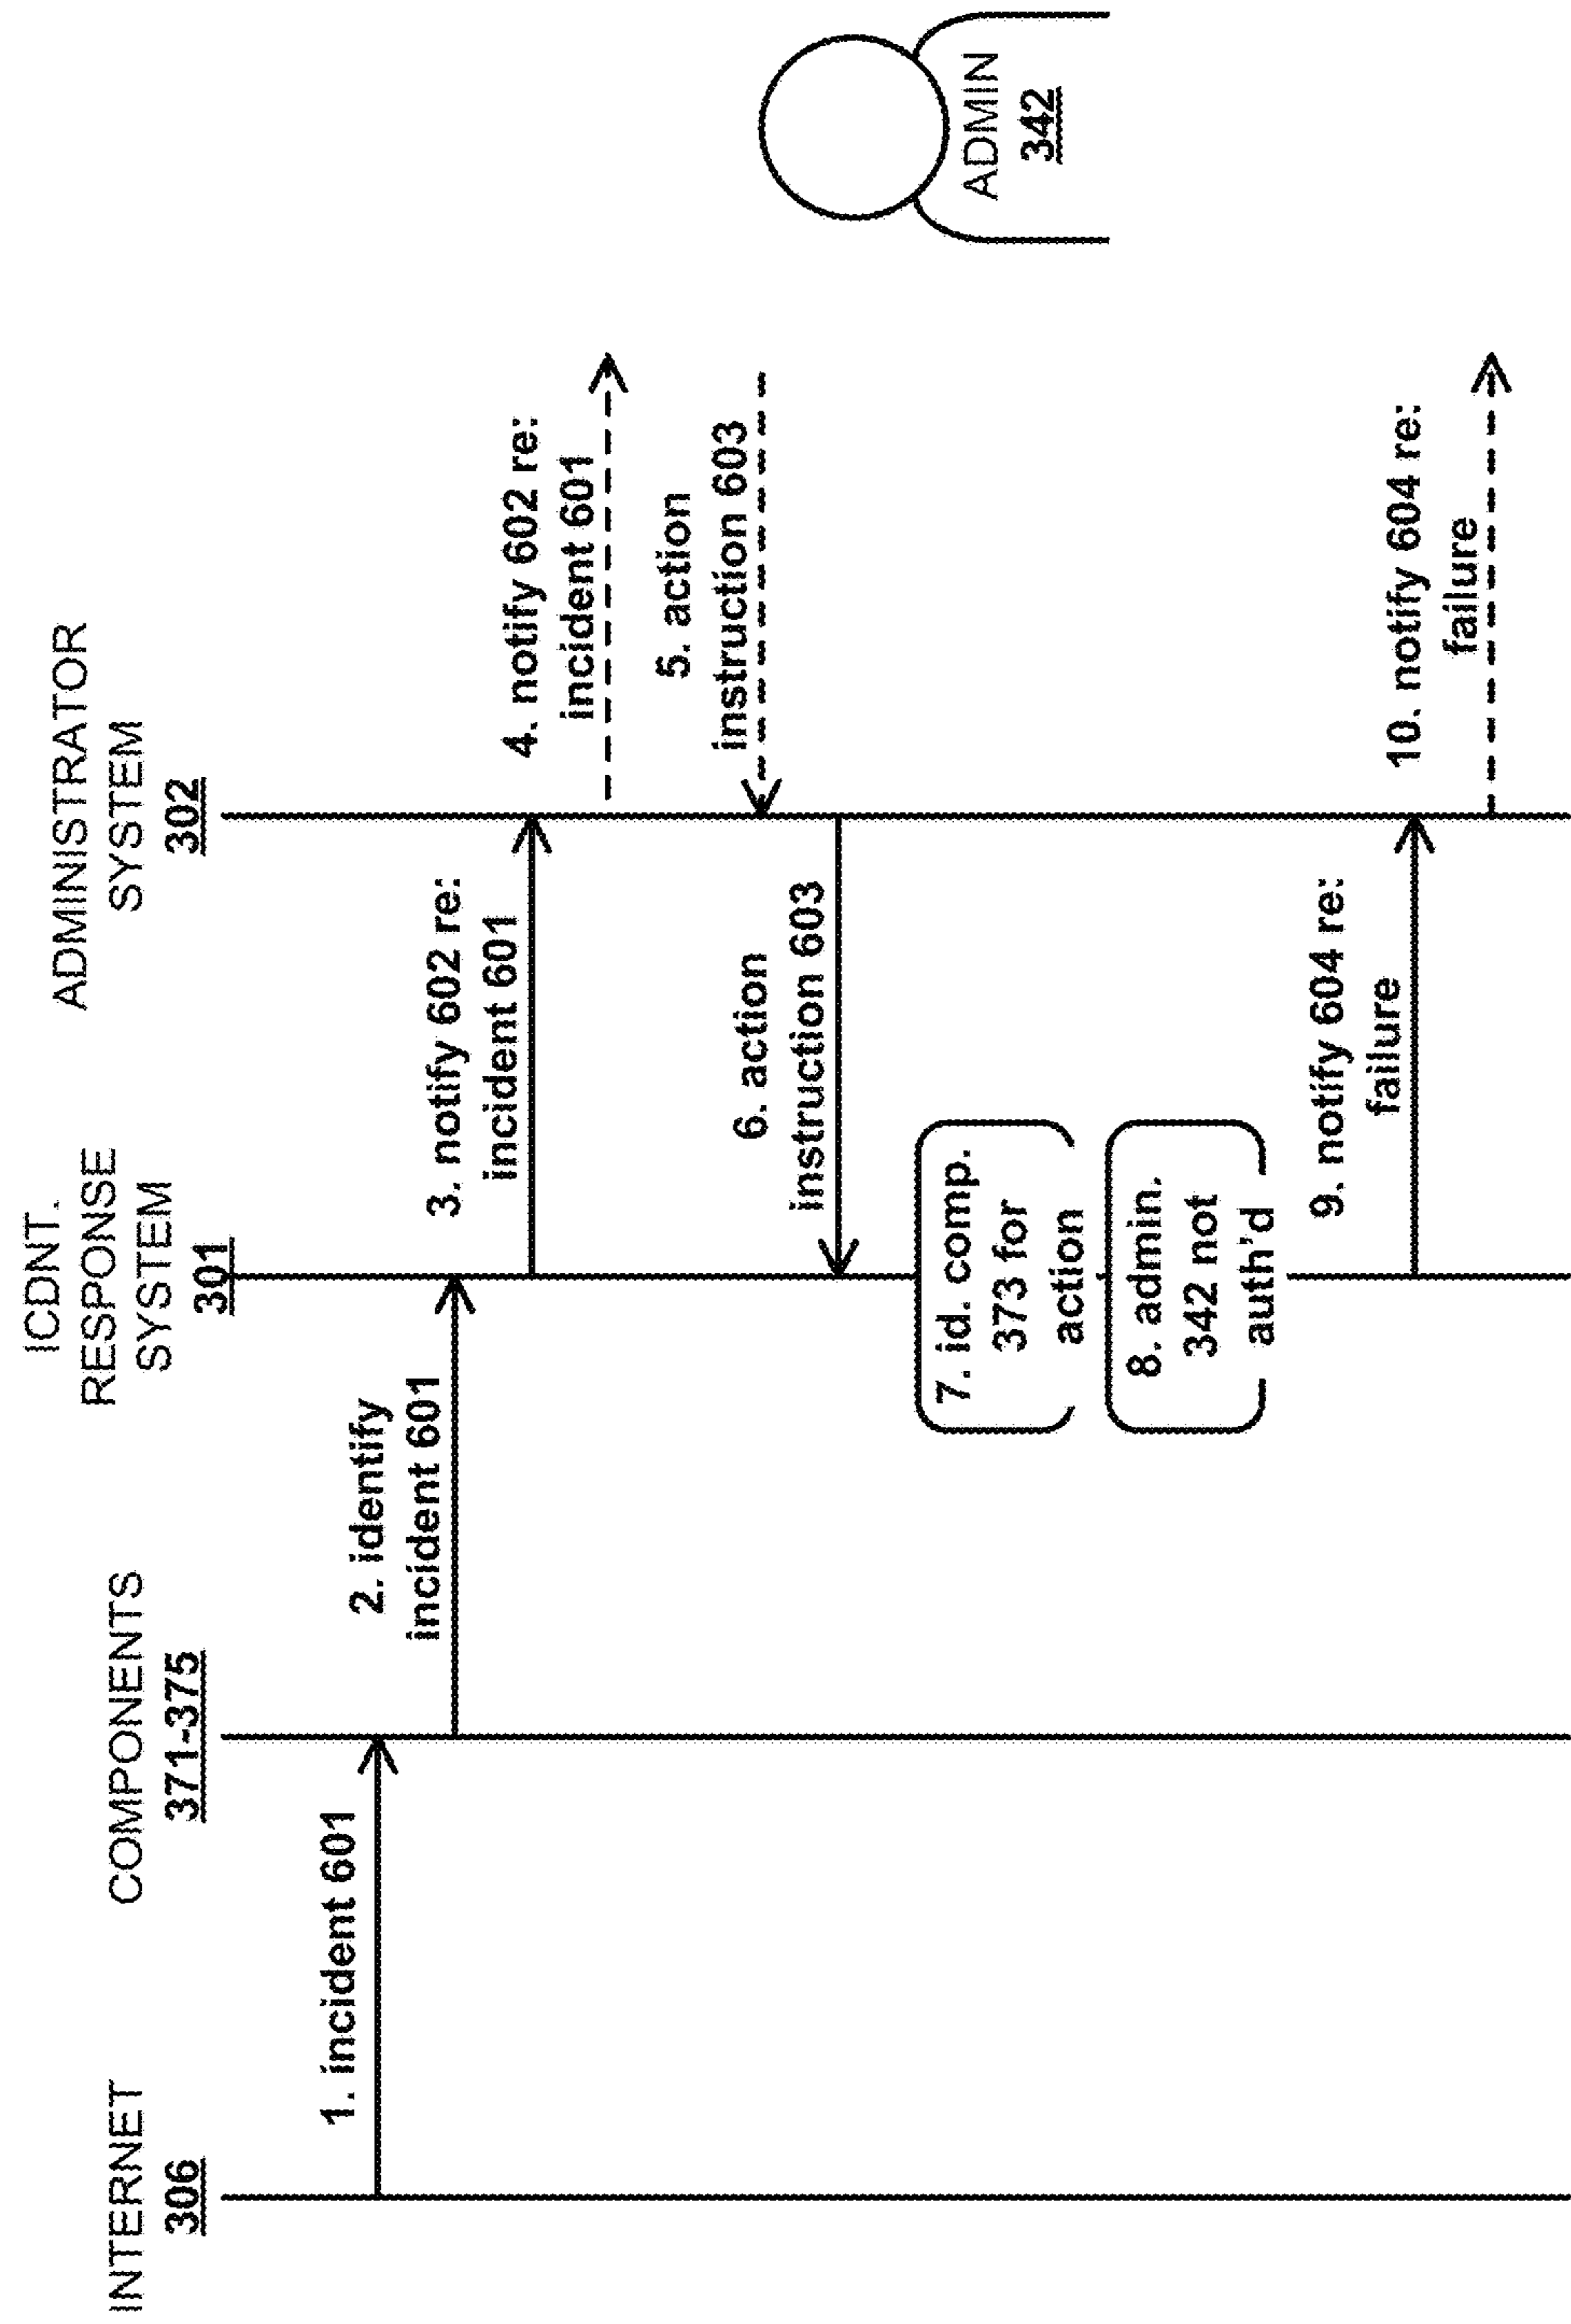 INTERNET
306
COMPONENTS
371-375
ICDNT.
RESPONSE
SYSTEM
301
ADMINISTRATOR
SYSTEM
302
1. incident 601
2. identify
incident 601
3. notify 602 re:
incident 601
4. notify 602 re:
incident 601
5. action
instruction 603
6. action
instruction 603
7. id. comp.
373 for
action
8. admin.
342 not
auth'd
9. notify 604 re:
failure
10. notify 604 re:
failure
ADMIN
342